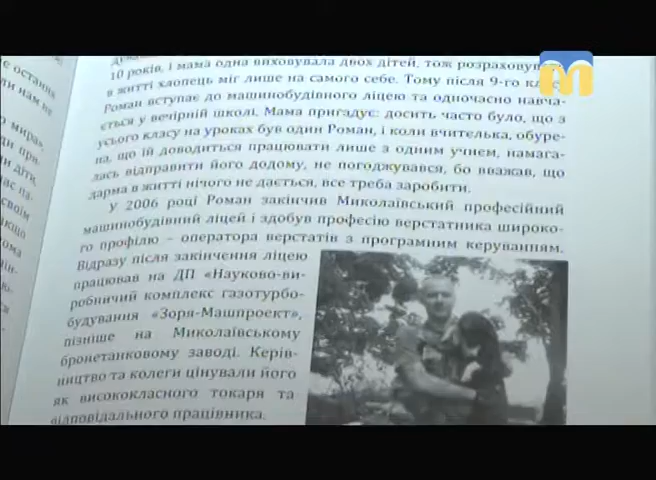 10 років, і мама одна виховувала двох дітей, тож розраховувати
в житті хлопець міг лише на самого себе. Тому після 9-го класу
Роман вступає до машинобудівного ліцею та одночасно навча-
ється у вечірній школі. Мама пригадує: досить часто було, що з
усього класу на уроках був один Роман, і коли вчителька, обуре-
на, що їй доводиться працювати лише з одним учнем, намага-
лась відправити його додому, не погоджувався, бо вважав, що
дарма в житті нічого не дається, все треба заробити.
У 2006 році Роман закінчив Миколаївський професійний
машинобудівний ліцей і здобув професію верстатника широко-
го профілю – оператора верстатів з програмним керуванням.
Відразу після закінчення ліцею
працював на ДП «Науково-ви-
робничий комплекс газотурбо-
будування «Зоря-Машпроект»,
пізніше на Миколаївському
бронетанковому заводі. Керів-
ництво та колеги цінували його
як висококласного токаря та
відповідального працівника.